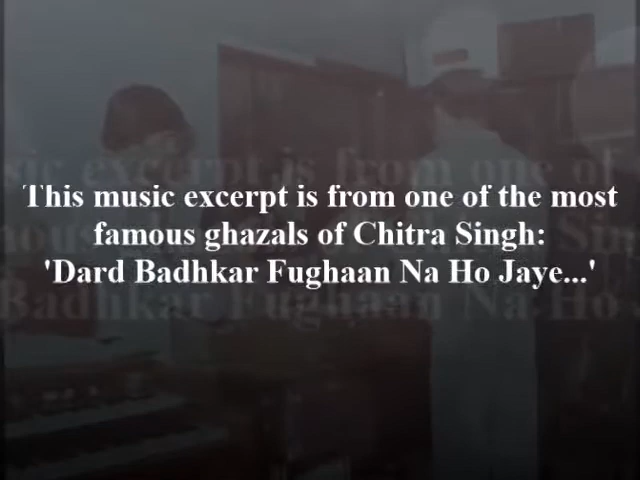 This music excerpt is from one of the most
famous ghazals of Chitra Singh:
'Dard Badhkar Fughaan Na Ho Jaye...'